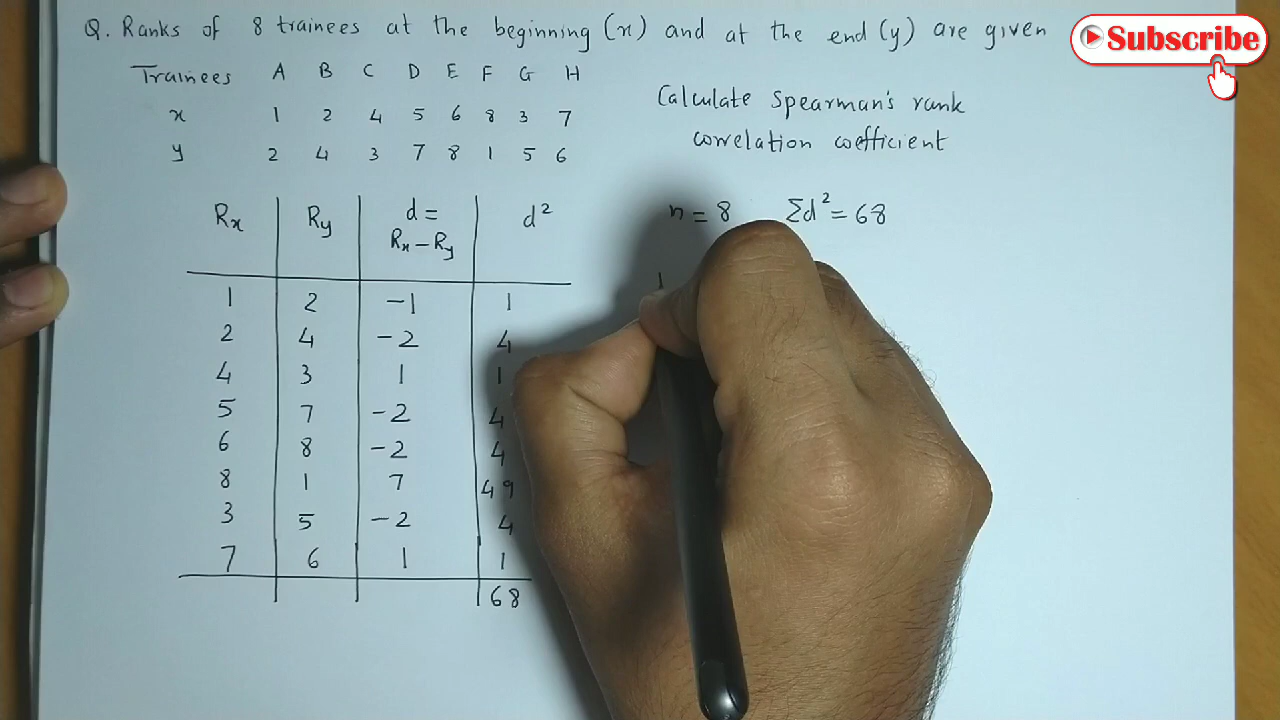 Q. Ranks of 8 trainees at the beginning (x) and at the end (y) are given
Subscribe
Trainees A B C D E F G H
x 1 2 4 5 6 8 3 7
y 2 4 3 7 8 1 5 6
Calculate Spearman's rank
correlation coefficient
n = 8 Σd² = 68
Rx Ry d = Rx – Ry d²
1 2 –1 1
2 4 –2 4
4 3 1 1
5 7 –2 4
6 8 –2 4
8 1 7 49
3 5 –2 4
7 6 1 1
68